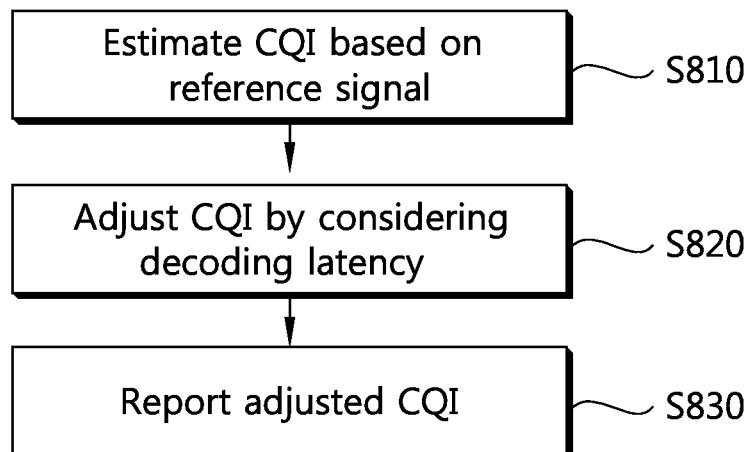 Estimate CQI based on
reference signal
S810
Adjust CQI by considering
decoding latency
S820
Report adjusted CQI
S830